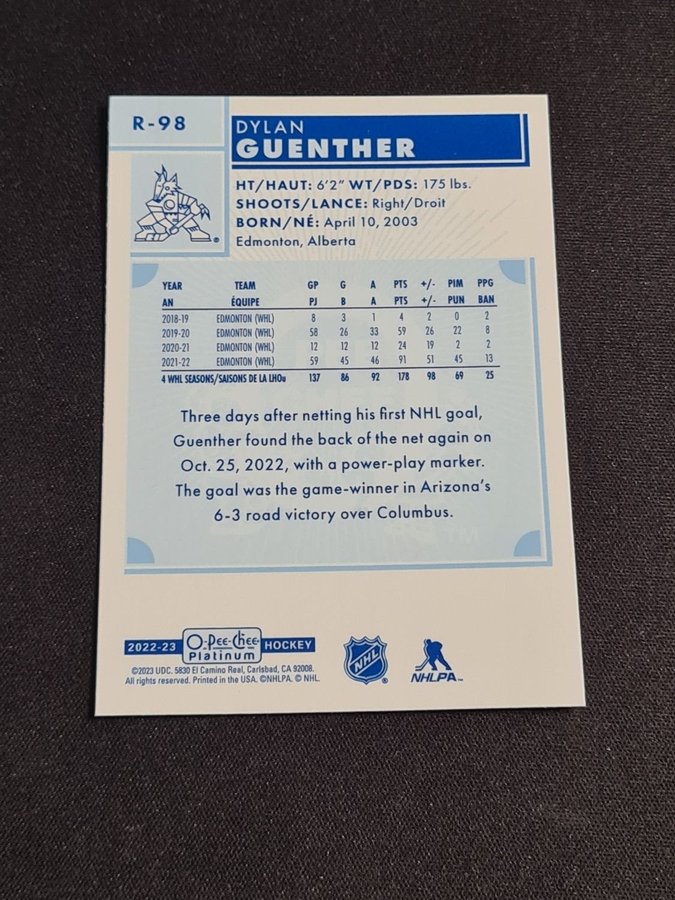 R-98
DYLAN
GUENTHER
HT/HAUT: 6'2" WT/PDS: 175 lbs.
SHOOTS/LANCE: Right/Droit
BORN/NÉ: April 10, 2003
Edmonton, Alberta
YEAR TEAM GP G A PTS +/- PIM PPG
AN ÉQUIPE PJ B A PTS +/- PUN BAN
2018-19 EDMONTON (WHL) 8 3 1 4 2 0 2
2019-20 EDMONTON (WHL) 58 26 33 59 26 22 8
2020-21 EDMONTON (WHL) 12 12 12 24 19 2 2
2021-22 EDMONTON (WHL) 59 45 46 91 51 45 13
4 WHL SEASONS/SAISONS DE LA LHOu 137 86 92 178 98 69 25
Three days after netting his first NHL goal,
Guenther found the back of the net again on
Oct. 25, 2022, with a power-play marker.
The goal was the game-winner in Arizona's
6-3 road victory over Columbus.
2022-23 O-Pee-Chee Platinum HOCKEY
©2023 UDC. 5830 El Camino Real, Carlsbad, CA 92008.
All rights reserved. Printed in the USA. ©NHLPA. © NHL.
NHL ®
NHLPA™